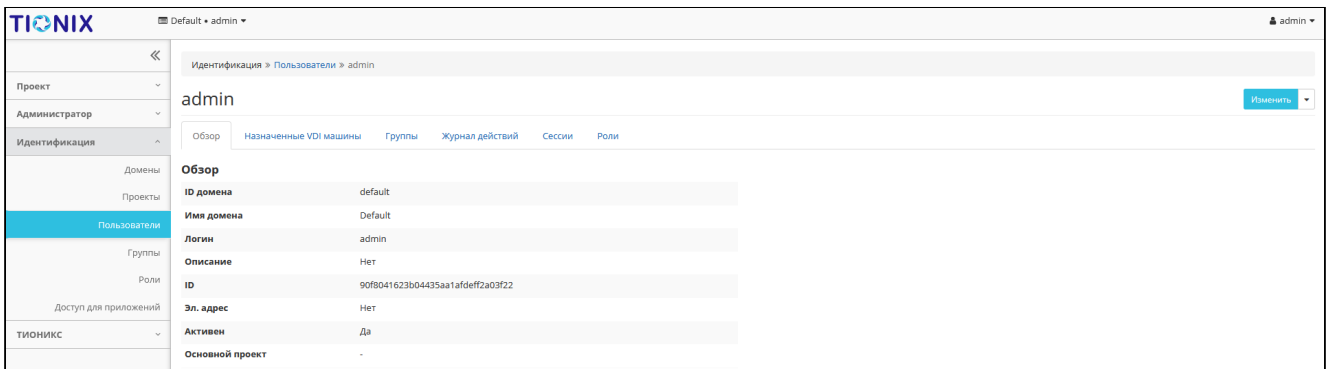 TIONIX
Default • admin
admin
Идентификация » Пользователи » admin
Проект
Администратор
Идентификация
Домены
Проекты
Пользователи
Группы
Роли
Доступ для приложений
ТИОНИКС
admin
Изменить
Обзор Назначенные VDI машины Группы Журнал действий Сессии Роли
Обзор
ID домена default
Имя домена Default
Логин admin
Описание Нет
ID 90f8041623b04435aa1afdeff2a03f22
Эл. адрес Нет
Активен Да
Основной проект -